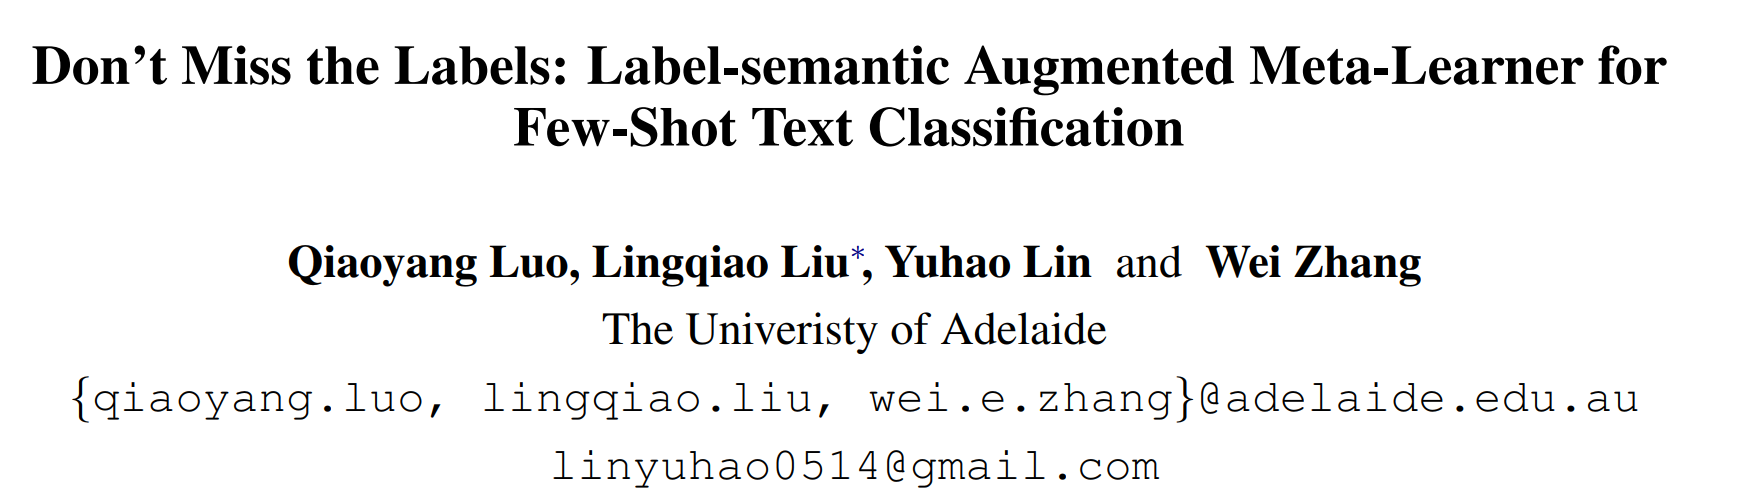 Don’t Miss the Labels: Label-semantic Augmented Meta-Learner for
Few-Shot Text Classification
Qiaoyang Luo, Lingqiao Liu*, Yuhao Lin and Wei Zhang
The Univeristy of Adelaide
{qiaoyang.luo, lingqiao.liu, wei.e.zhang}@adelaide.edu.au
linyuhao0514@gmail.com